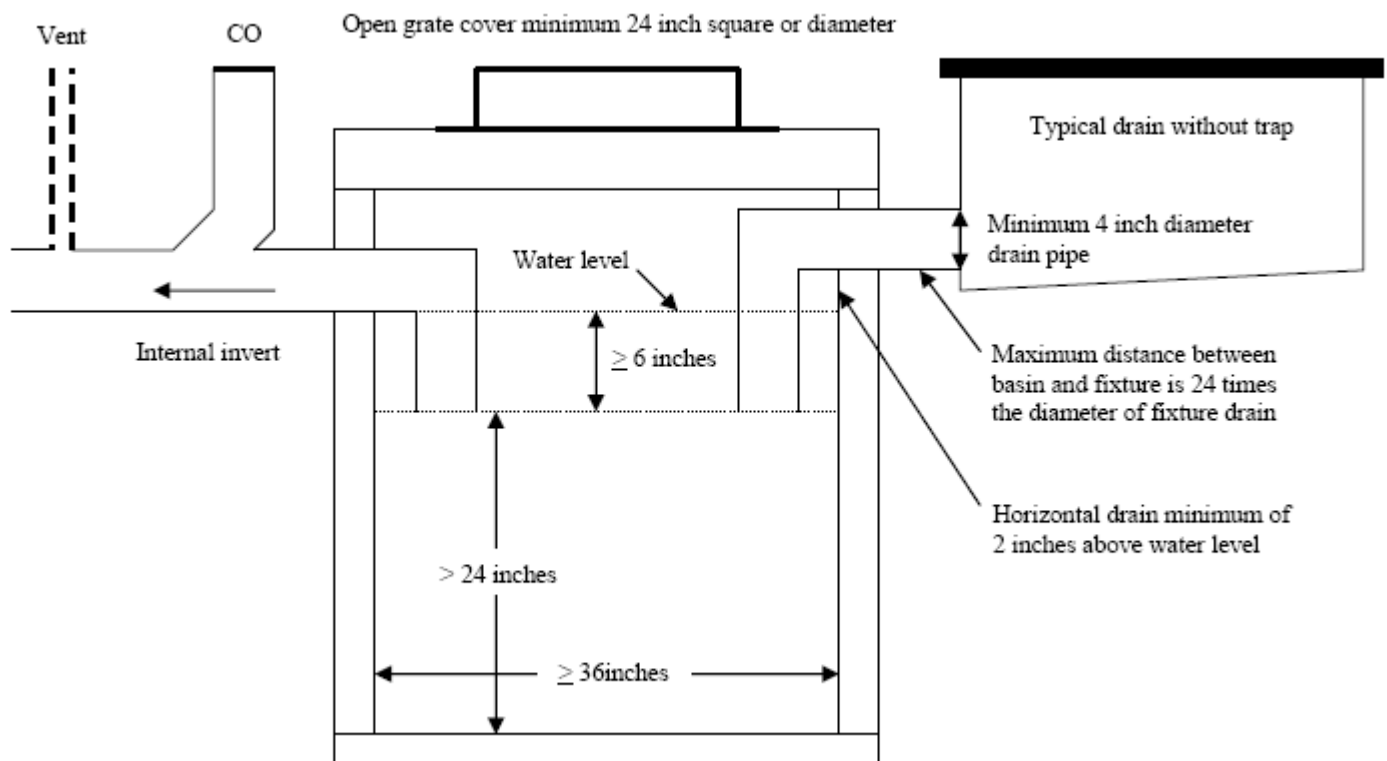 Open grate cover minimum 24 inch square or diameter
Vent
CO
Typical drain without trap
Minimum 4 inch diameter
drain pipe
Water level
Internal invert
≥ 6 inches
Maximum distance between
basin and fixture is 24 times
the diameter of fixture drain
Horizontal drain minimum of
2 inches above water level
> 24 inches
≥ 36inches